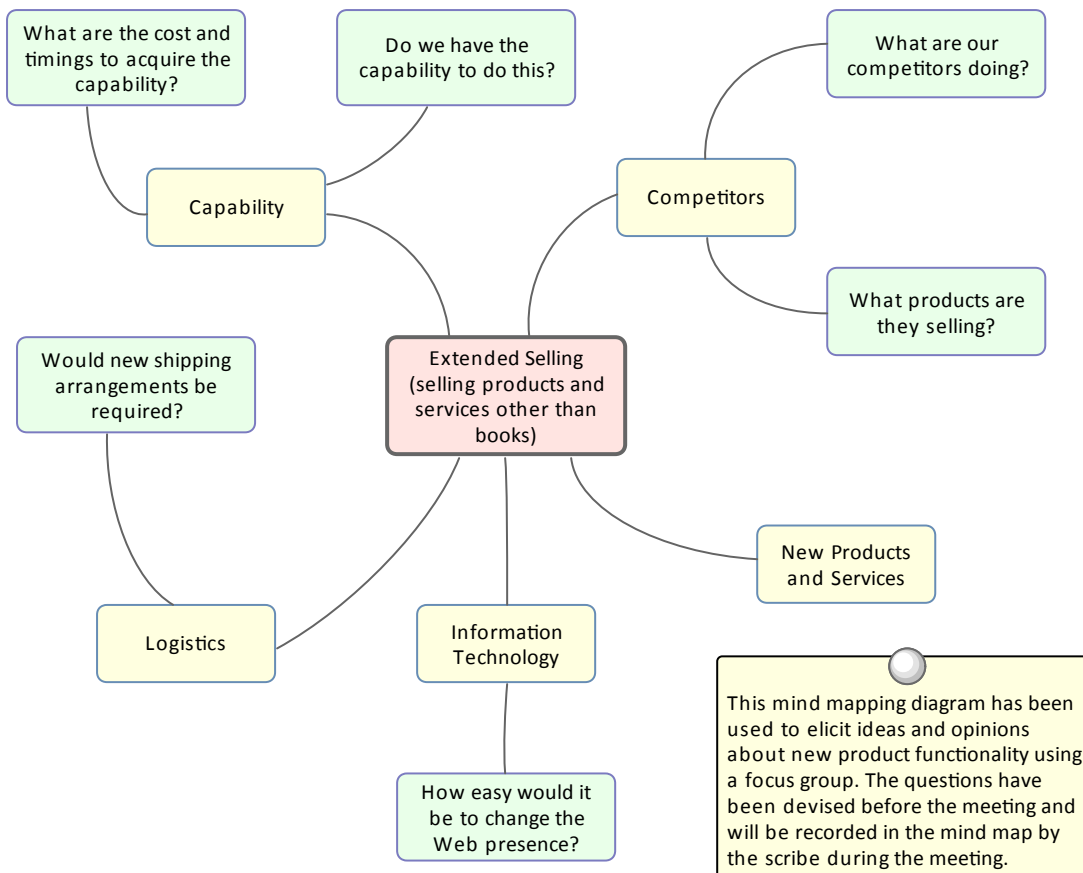 What are the cost and
timings to acquire the
capability?
Do we have the
capability to do this?
What are our
competitors doing?
Capability
Competitors
What products are
they selling?
Would new shipping
arrangements be
required?
Extended Selling
(selling products and
services other than
books)
New Products
and Services
Logistics
Information
Technology
How easy would it
be to change the
Web presence?
This mind mapping diagram has been
used to elicit ideas and opinions
about new product functionality using
a focus group. The questions have
been devised before the meeting and
will be recorded in the mind map by
the scribe during the meeting.